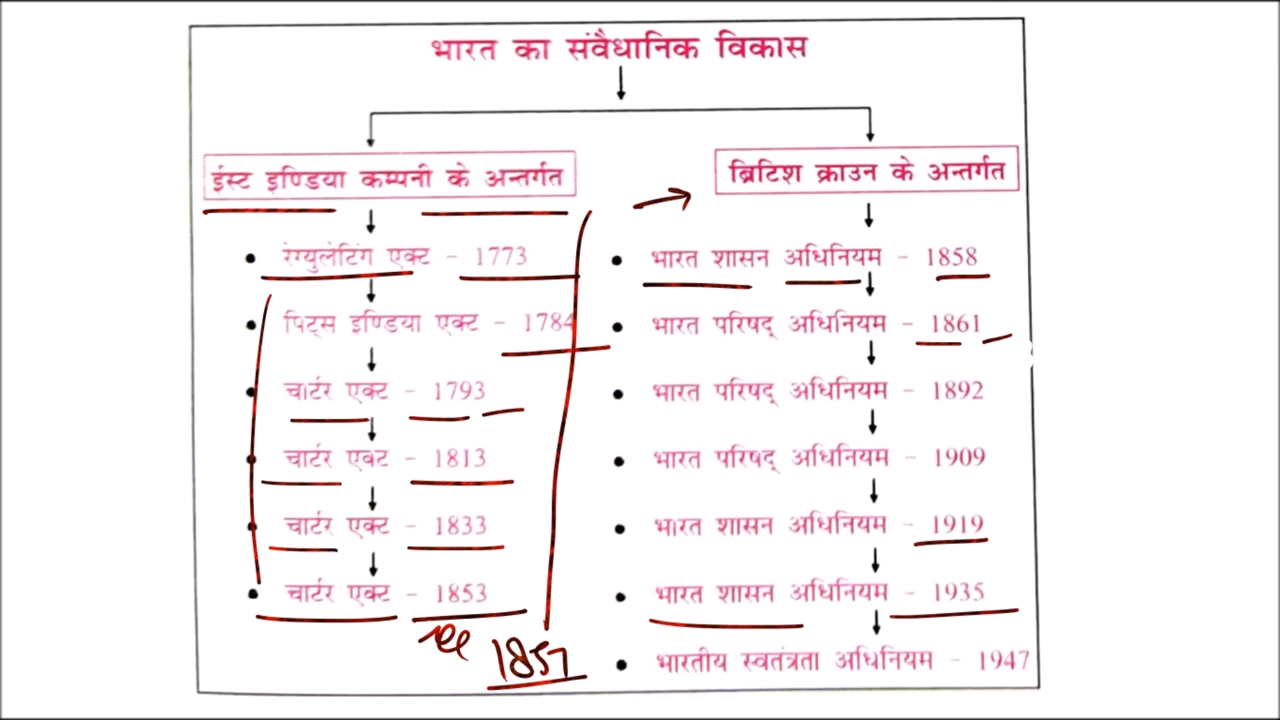 भारत का संवैधानिक विकास
ईस्ट इण्डिया कम्पनी के अन्तर्गत
• रेग्युलेटिंग एक्ट - 1773
• पिट्स इण्डिया एक्ट - 1784
• चार्टर एक्ट - 1793
• चार्टर एक्ट - 1813
• चार्टर एक्ट - 1833
• चार्टर एक्ट - 1853
1857
ब्रिटिश क्राउन के अन्तर्गत
• भारत शासन अधिनियम - 1858
• भारत परिषद् अधिनियम - 1861
• भारत परिषद् अधिनियम - 1892
• भारत परिषद् अधिनियम - 1909
• भारत शासन अधिनियम - 1919
• भारत शासन अधिनियम - 1935
• भारतीय स्वतंत्रता अधिनियम - 1947